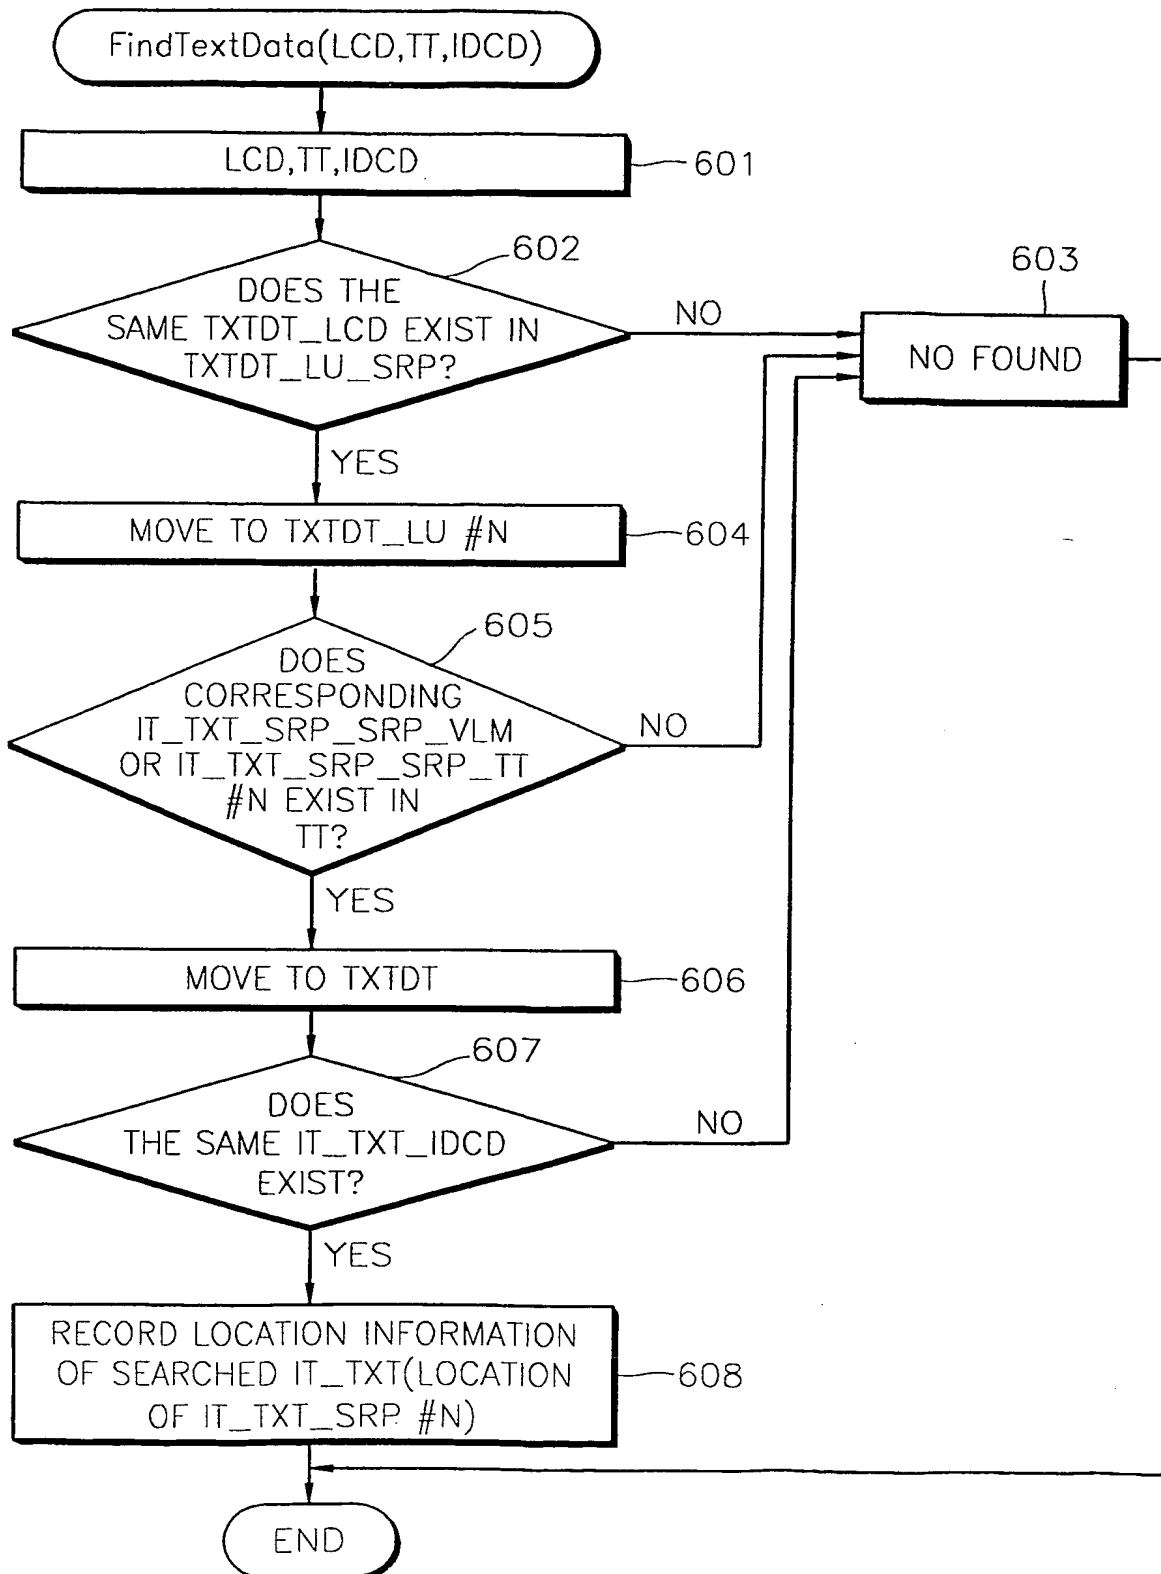 FindTextData(LCD,TT,IDCD)
LCD,TT,IDCD
601
602
DOES THE
SAME TXTDT_LCD EXIST IN
TXTDT_LU_SRP?
NO
603
NO FOUND
YES
MOVE TO TXTDT_LU #N
604
605
DOES
CORRESPONDING
IT_TXT_SRP_SRP_VLM
OR IT_TXT_SRP_SRP_TT
#N EXIST IN
TT?
NO
YES
MOVE TO TXTDT
606
607
DOES
THE SAME IT_TXT_IDCD
EXIST?
NO
YES
RECORD LOCATION INFORMATION
OF SEARCHED IT_TXT(LOCATION
OF IT_TXT_SRP #N)
608
END